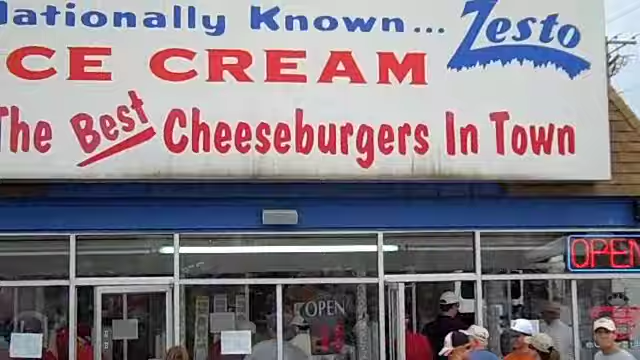 ationally Known...
Zesto
CE CREAM
The Best Cheeseburgers In Town
OPEN
OPEN